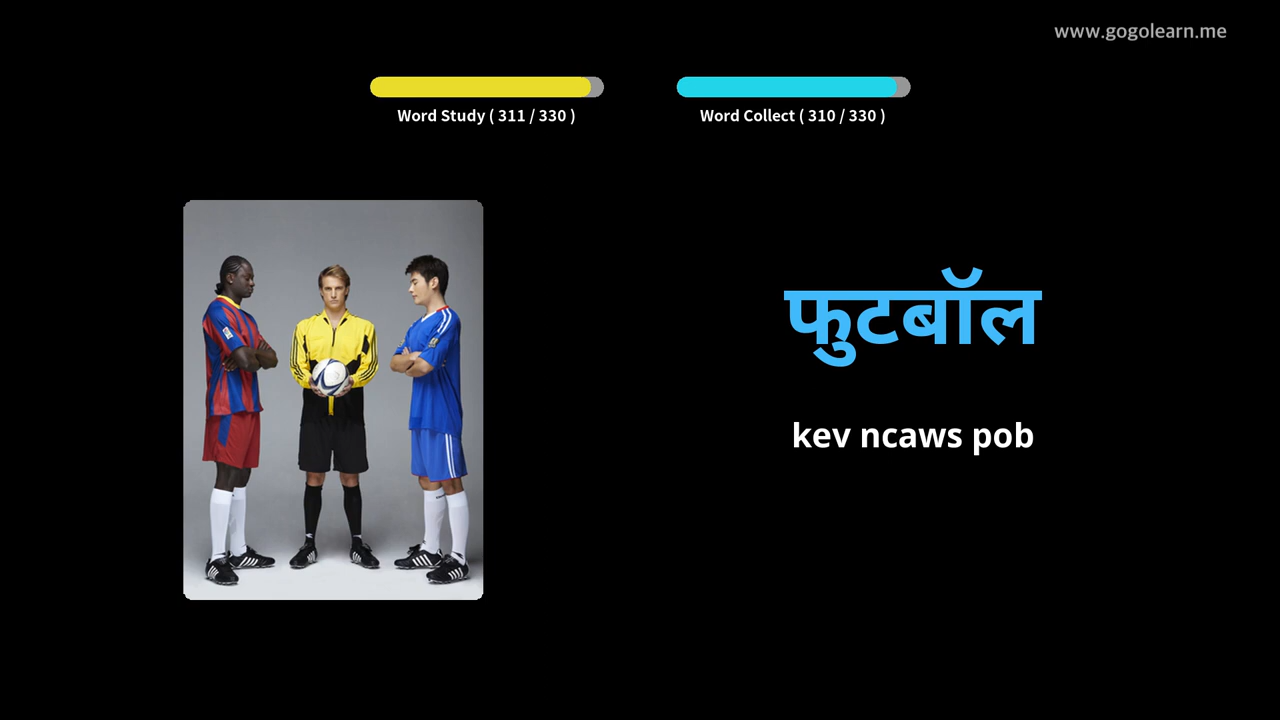 www.gogolearn.me
Word Study ( 311 / 330 )
Word Collect ( 310 / 330 )
फुटबॉल
kev ncaws pob